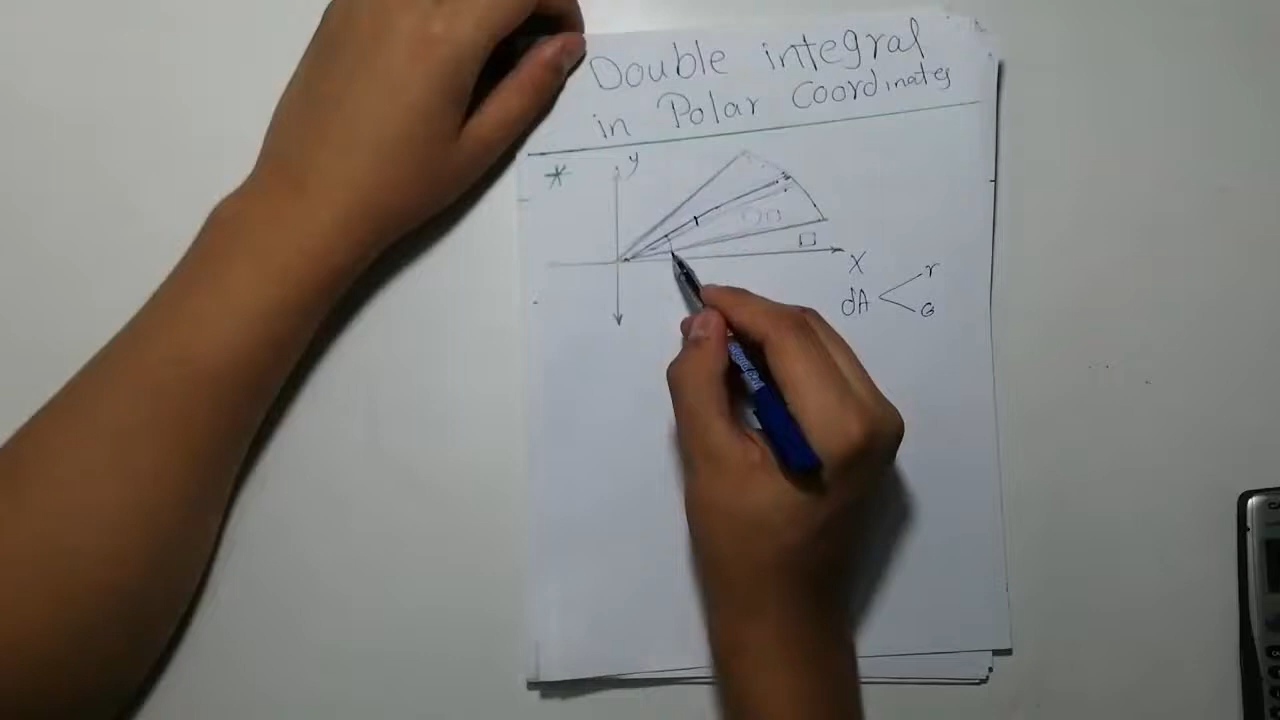 Double integral
in Polar Coordinates
*
y
x
dA
r
θ